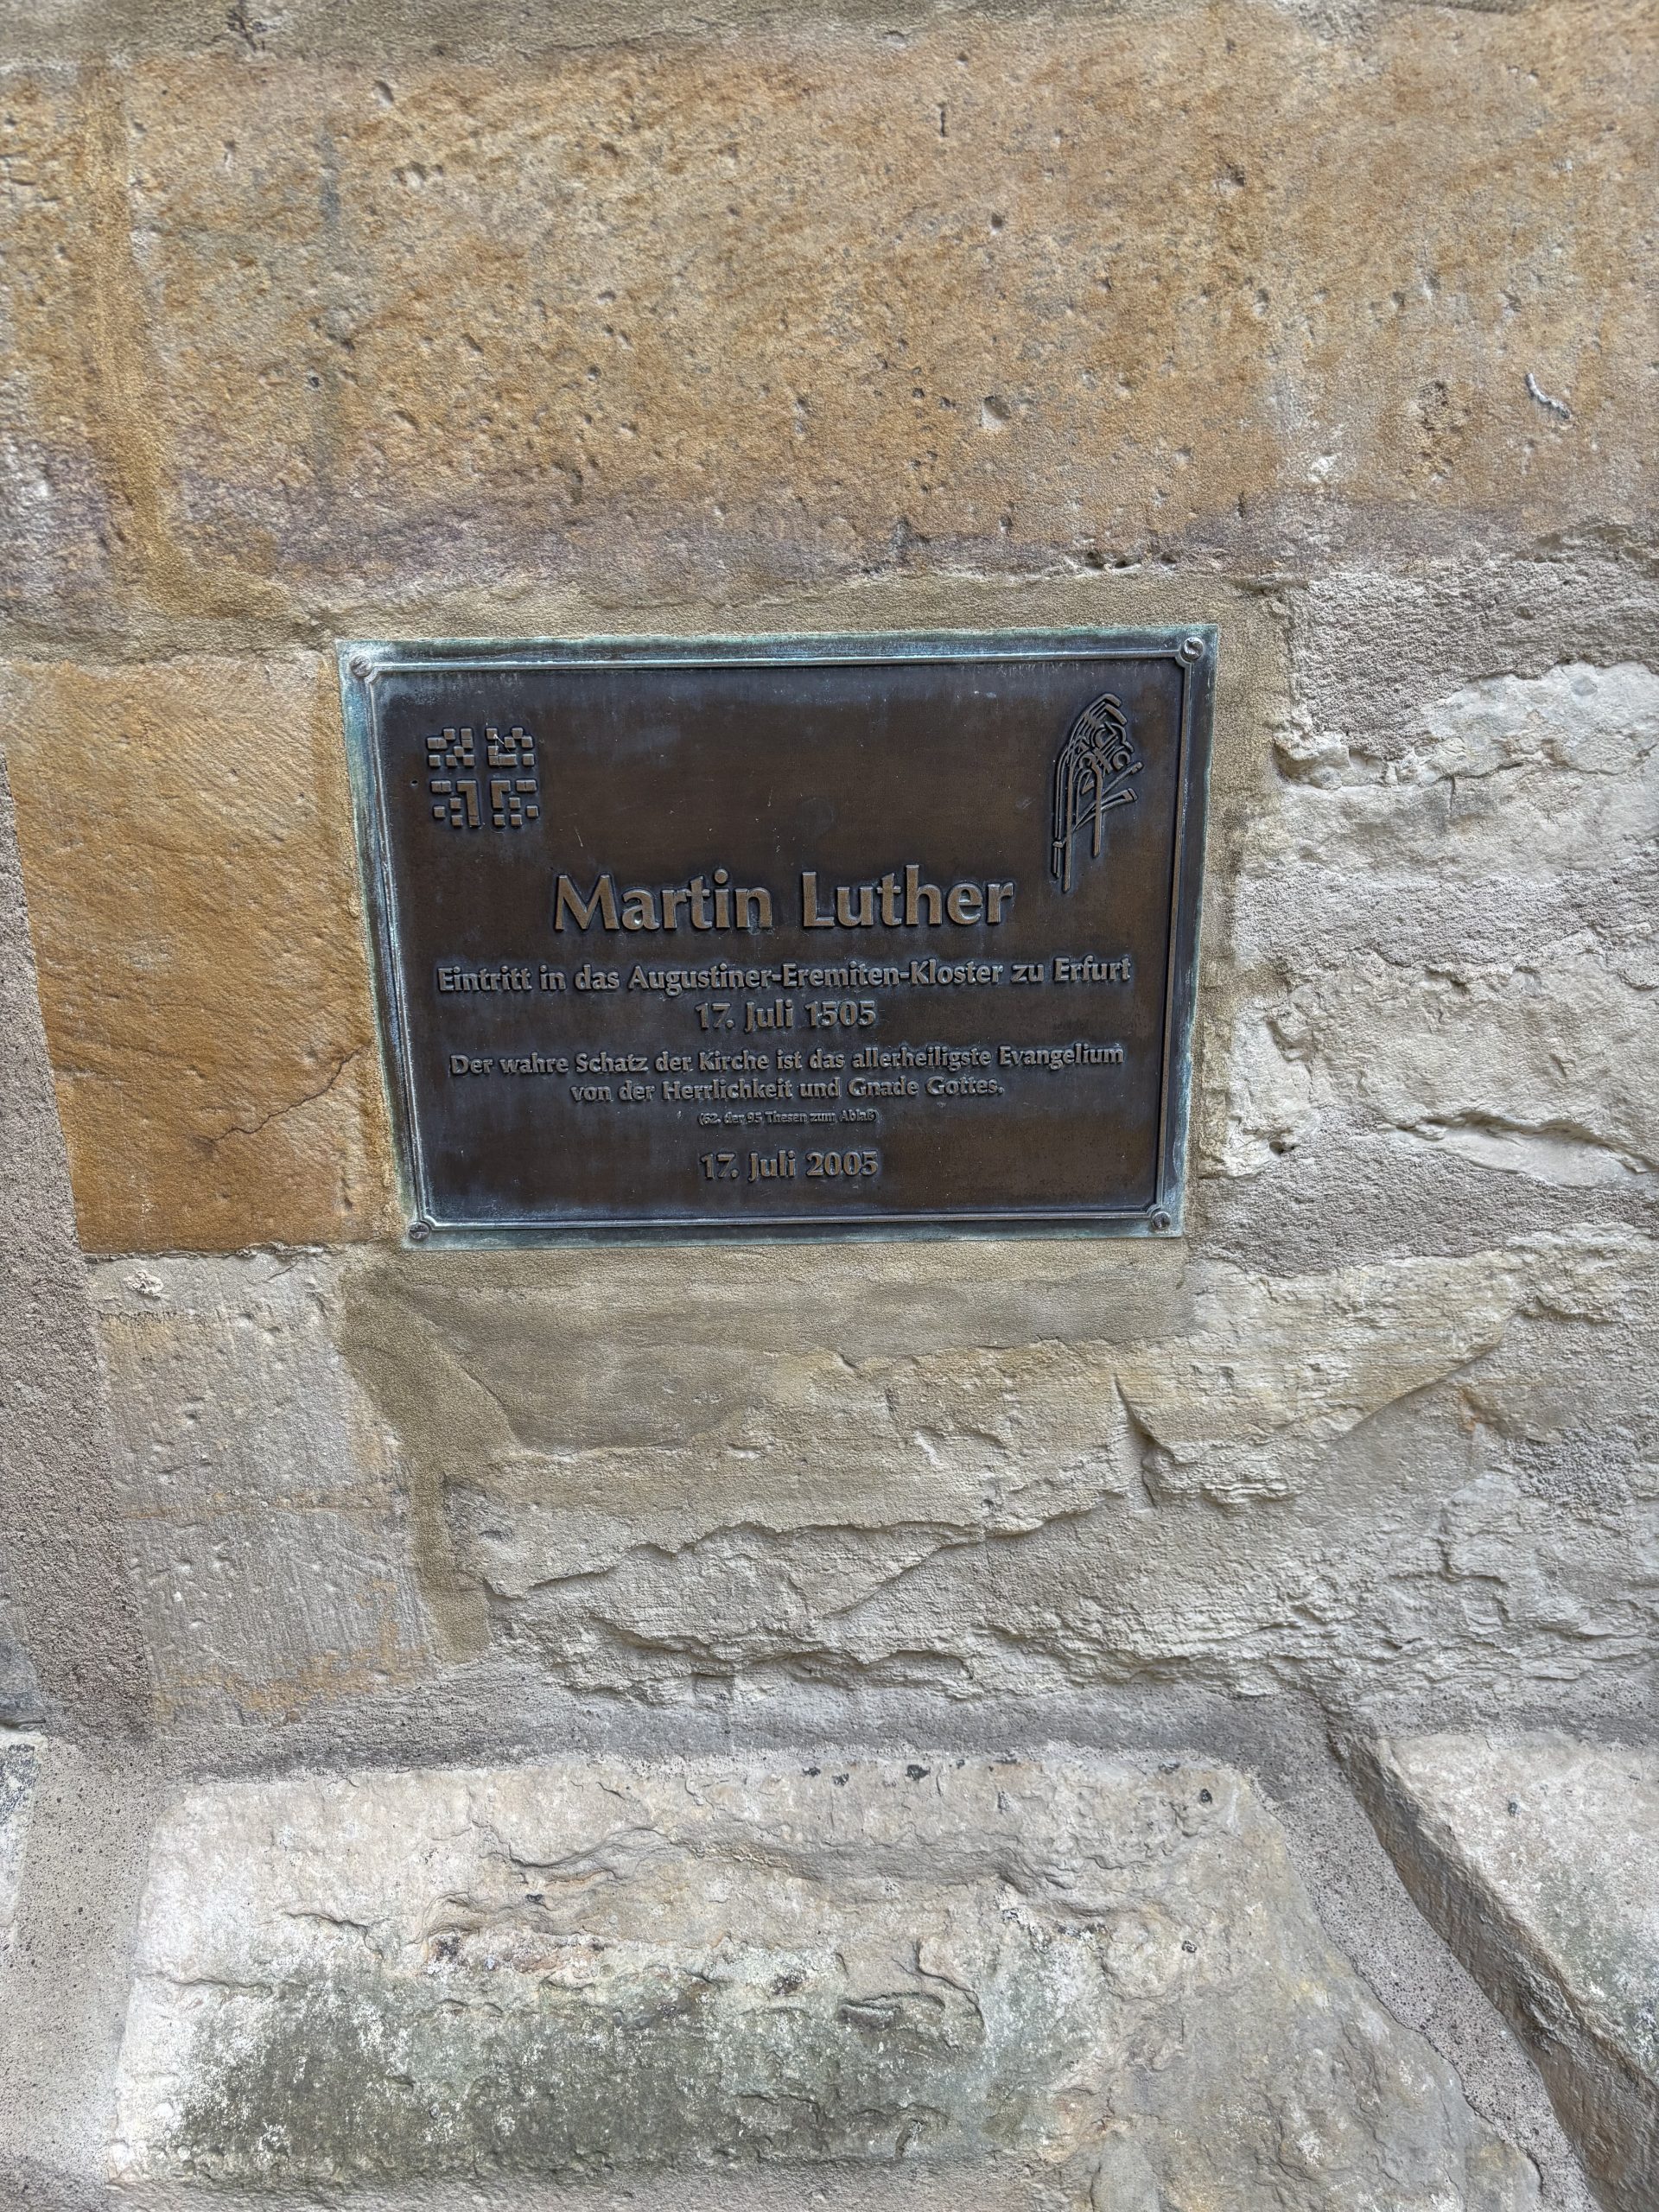 Martin Luther
Eintritt in das Augustiner-Eremiten-Kloster zu Erfurt
17. Juli 1505
Der wahre Schatz der Kirche ist das allerheiligste Evangelium
von der Herrlichkeit und Gnade Gottes.
(62. der 95 Thesen zum Ablaß)
17. Juli 2005